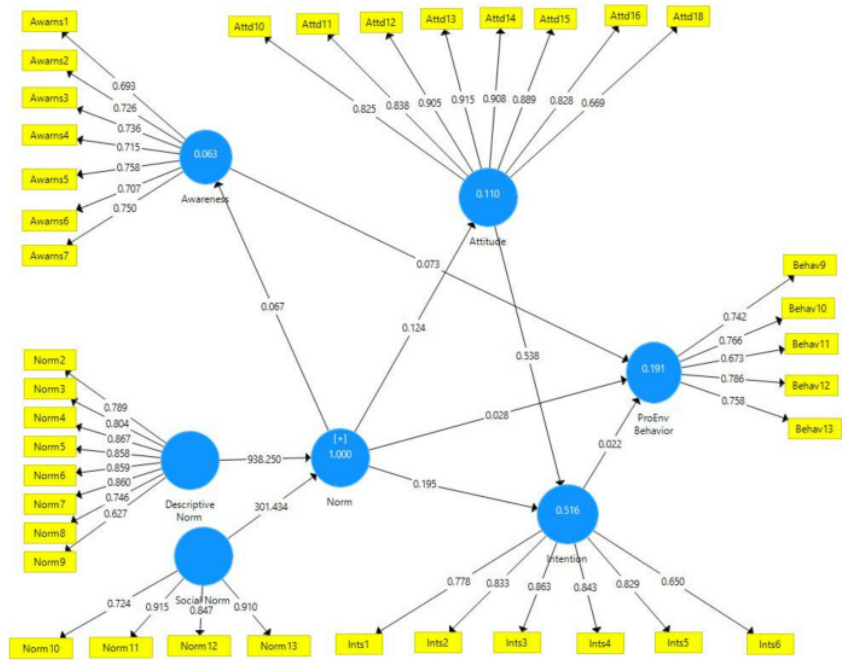 Awarns1
Awarns2
Awarns3
Awarns4
Awarns5
Awarns6
Awarns7
0.693
0.726
0.736
0.715
0.758
0.707
0.750
0.063
Awareness
Attd10
Attd11
Attd12
Attd13
Attd14
Attd15
Attd16
Attd18
0.825
0.838
0.905
0.915
0.908
0.889
0.828
0.669
0.110
Attitude
0.073
0.067
0.124
0.538
Behav9
Behav10
Behav11
Behav12
Behav13
0.742
0.766
0.673
0.786
0.758
0.191
ProEnv
Behavior
0.028
0.022
0.195
Norm2
Norm3
Norm4
Norm5
Norm6
Norm7
Norm8
Norm9
0.789
0.804
0.867
0.858
0.859
0.860
0.746
0.627
Descriptive
Norm
938.250
[+]
1.000
Norm
301.434
Social Norm
0.724
0.915
0.847
0.910
Norm10
Norm11
Norm12
Norm13
0.516
Intention
0.778
0.833
0.863
0.843
0.829
0.650
Ints1
Ints2
Ints3
Ints4
Ints5
Ints6